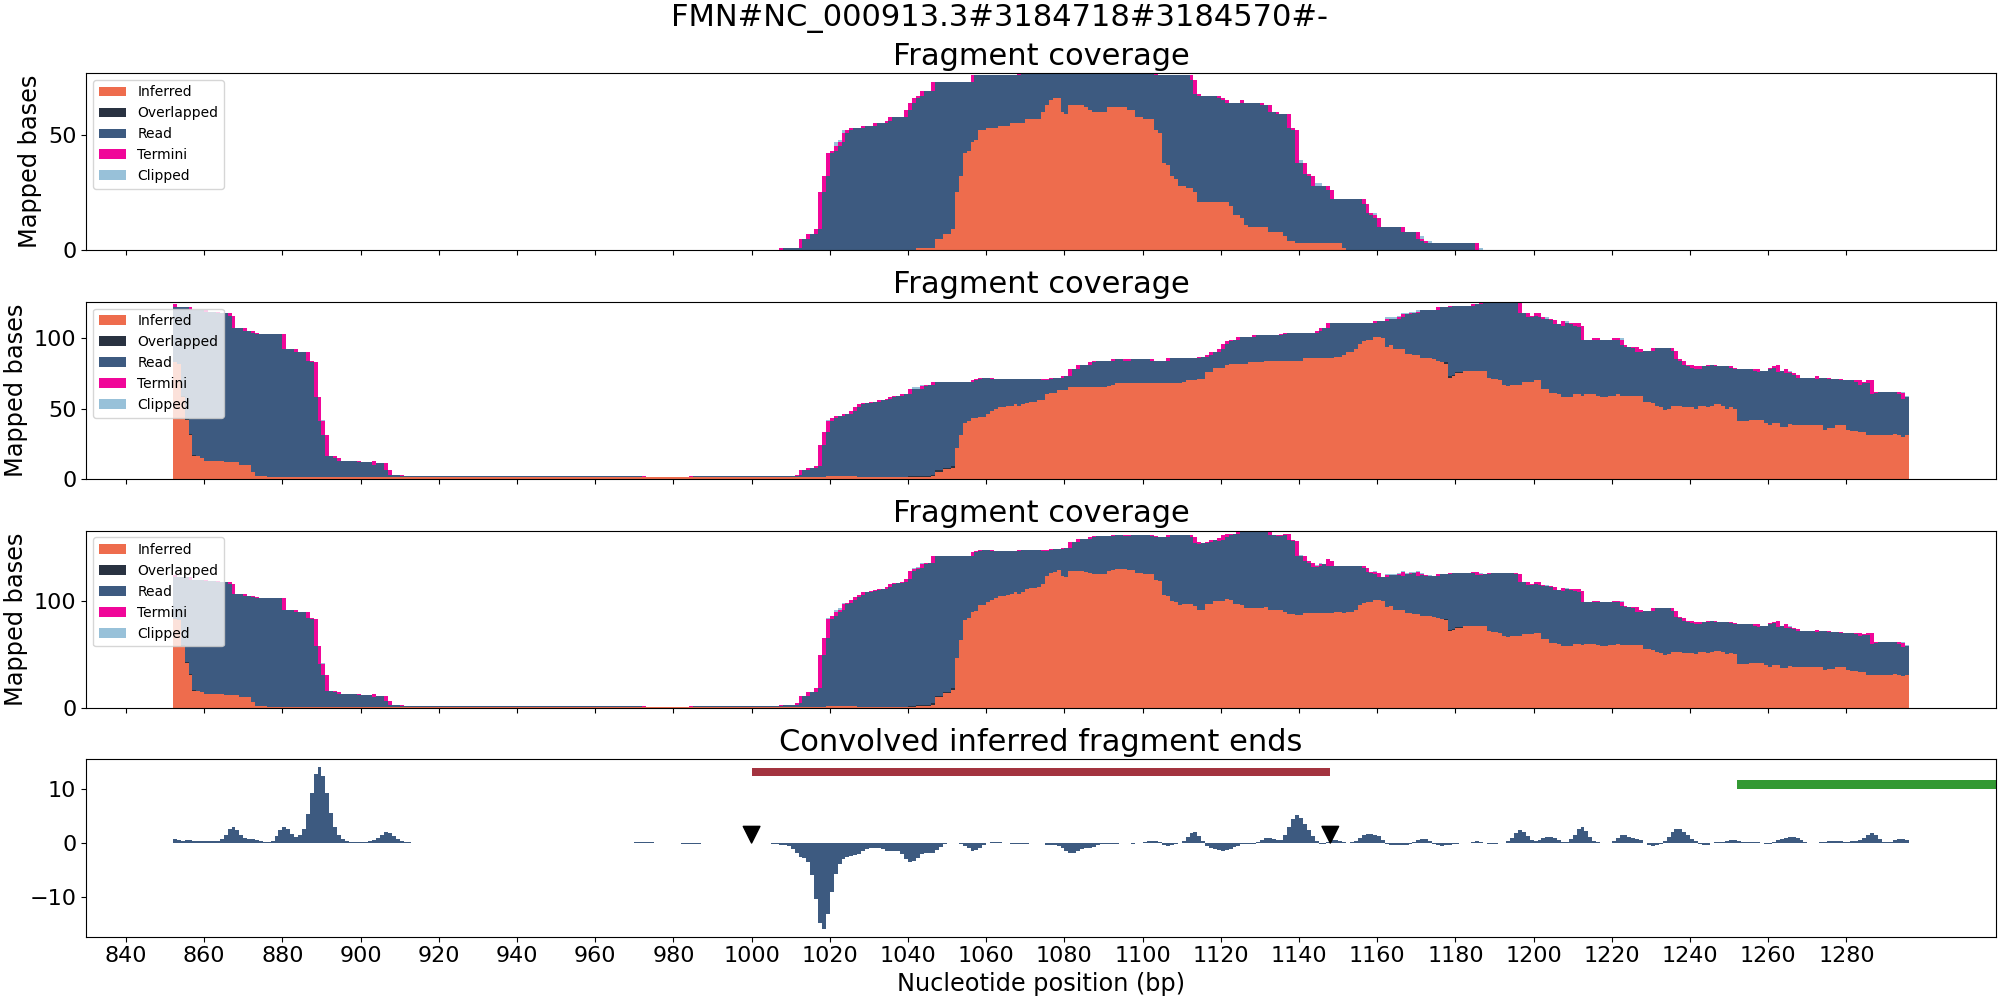 FMN#NC_000913.3#3184718#3184570#-
Fragment coverage
Mapped bases
50
0
Inferred
Overlapped
Read
Termini
Clipped
Fragment coverage
Mapped bases
100
50
0
Inferred
Overlapped
Read
Termini
Clipped
Fragment coverage
Mapped bases
100
0
Inferred
Overlapped
Read
Termini
Clipped
Convolved inferred fragment ends
10
0
−10
840 860 880 900 920 940 960 980 1000 1020 1040 1060 1080 1100 1120 1140 1160 1180 1200 1220 1240 1260 1280
Nucleotide position (bp)